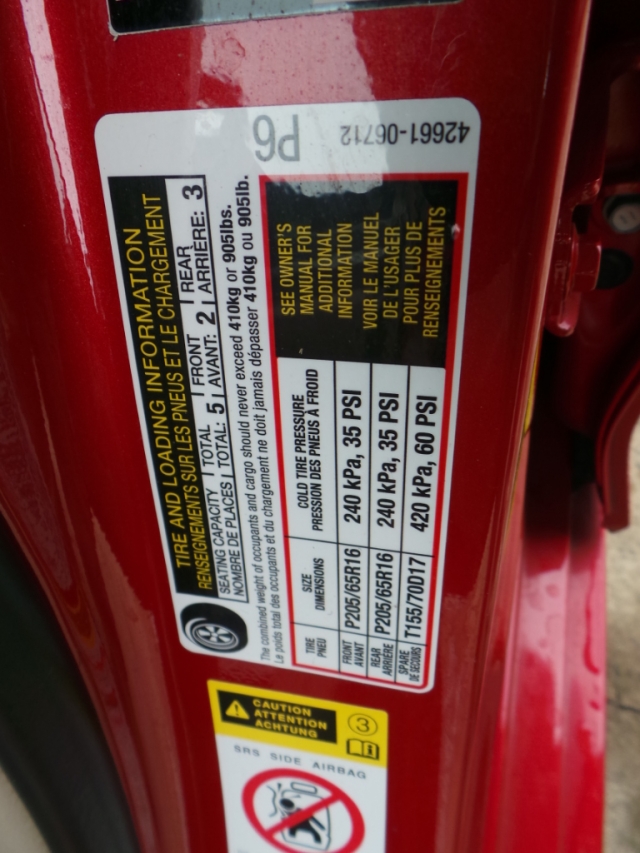 TIRE AND LOADING INFORMATION
RENSEIGNEMENTS SUR LES PNEUS ET LE CHARGEMENT
SEATING CAPACITY | TOTAL | FRONT | REAR
NOMBRE DE PLACES | TOTAL: 5 | AVANT: 2 | ARRIÈRE: 3
The combined weight of occupants and cargo should never exceed 410kg or 905lbs.
Le poids total des occupants et du chargement ne doit jamais dépasser 410kg ou 905lb.
TIRE SIZE COLD TIRE PRESSURE
PNEU DIMENSIONS PRESSION DES PNEUS À FROID
FRONT
AVANT P205/65R16 240 kPa, 35 PSI
REAR
ARRIÈRE P205/65R16 240 kPa, 35 PSI
SPARE
DE SECOURS T155/70D17 420 kPa, 60 PSI
SEE OWNER'S
MANUAL FOR
ADDITIONAL
INFORMATION
VOIR LE MANUEL
DE L'USAGER
POUR PLUS DE
RENSEIGNEMENTS
P6
42661-06712
CAUTION
ATTENTION
ACHTUNG
3
SRS SIDE AIRBAG